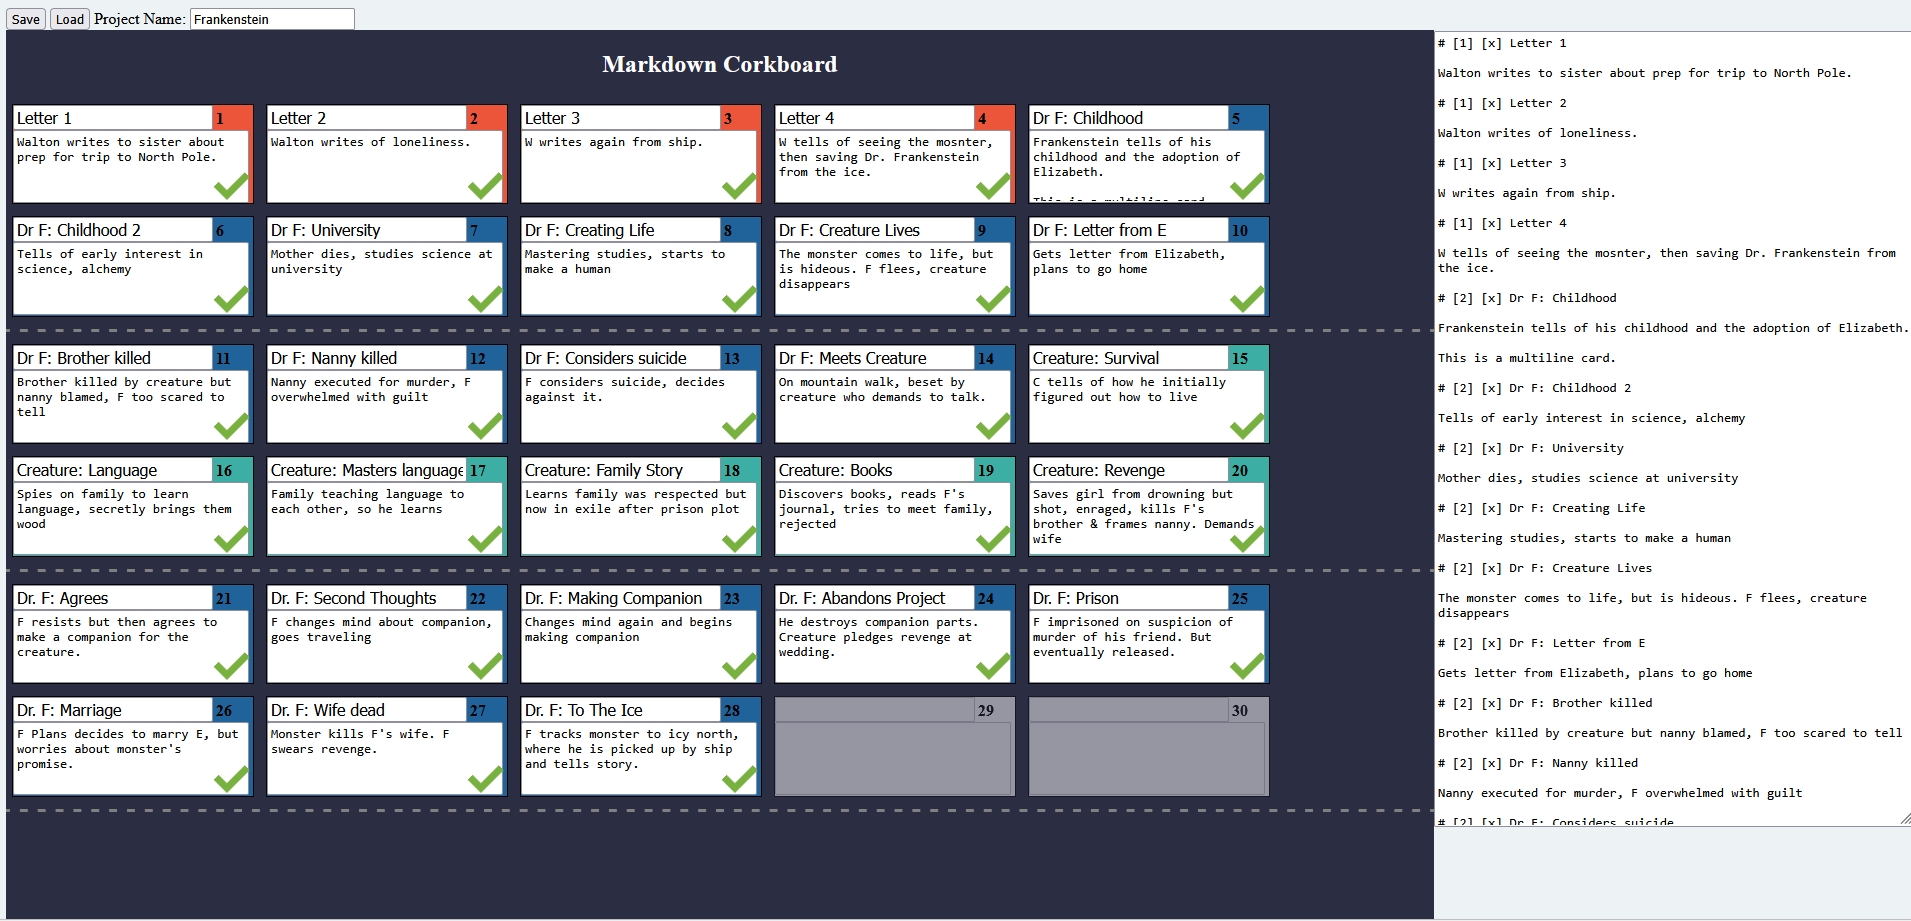 Save Load Project Name: Frankenstein
Markdown Corkboard
Letter 1 1
Walton writes to sister about
prep for trip to North Pole.
Letter 2 2
Walton writes of loneliness.
Letter 3 3
W writes again from ship.
Letter 4 4
W tells of seeing the mosnter,
then saving Dr. Frankenstein
from the ice.
Dr F: Childhood 5
Frankenstein tells of his
childhood and the adoption of
Elizabeth.
This is a multiline card.
Dr F: Childhood 2 6
Tells of early interest in
science, alchemy
Dr F: University 7
Mother dies, studies science at
university
Dr F: Creating Life 8
Mastering studies, starts to
make a human
Dr F: Creature Lives 9
The monster comes to life, but
is hideous. F flees, creature
disappears
Dr F: Letter from E 10
Gets letter from Elizabeth,
plans to go home
Dr F: Brother killed 11
Brother killed by creature but
nanny blamed, F too scared to
tell
Dr F: Nanny killed 12
Nanny executed for murder, F
overwhelmed with guilt
Dr F: Considers suicide 13
F considers suicide, decides
against it.
Dr F: Meets Creature 14
On mountain walk, beset by
creature who demands to talk.
Creature: Survival 15
C tells of how he initially
figured out how to live
Creature: Language 16
Spies on family to learn
language, secretly brings them
wood
Creature: Masters language 17
Family teaching language to
each other, so he learns
Creature: Family Story 18
Learns family was respected but
now in exile after prison plot
Creature: Books 19
Discovers books, reads F's
journal, tries to meet family,
rejected
Creature: Revenge 20
Saves girl from drowning but
shot, enraged, kills F's
brother & frames nanny. Demands
wife
Dr. F: Agrees 21
F resists but then agrees to
make a companion for the
creature.
Dr. F: Second Thoughts 22
F changes mind about companion,
goes traveling
Dr. F: Making Companion 23
Changes mind again and begins
making companion
Dr. F: Abandons Project 24
He destroys companion parts.
Creature pledges revenge at
wedding.
Dr. F: Prison 25
F imprisoned on suspicion of
murder of his friend. But
eventually released.
Dr. F: Marriage 26
F Plans decides to marry E, but
worries about monster's
promise.
Dr. F: Wife dead 27
Monster kills F's wife. F
swears revenge.
Dr. F: To The Ice 28
F tracks monster to icy north,
where he is picked up by ship
and tells story.
29
30
# [1] [x] Letter 1
Walton writes to sister about prep for trip to North Pole.
# [1] [x] Letter 2
Walton writes of loneliness.
# [1] [x] Letter 3
W writes again from ship.
# [1] [x] Letter 4
W tells of seeing the mosnter, then saving Dr. Frankenstein from
the ice.
# [2] [x] Dr F: Childhood
Frankenstein tells of his childhood and the adoption of Elizabeth.
This is a multiline card.
# [2] [x] Dr F: Childhood 2
Tells of early interest in science, alchemy
# [2] [x] Dr F: University
Mother dies, studies science at university
# [2] [x] Dr F: Creating Life
Mastering studies, starts to make a human
# [2] [x] Dr F: Creature Lives
The monster comes to life, but is hideous. F flees, creature
disappears
# [2] [x] Dr F: Letter from E
Gets letter from Elizabeth, plans to go home
# [2] [x] Dr F: Brother killed
Brother killed by creature but nanny blamed, F too scared to tell
# [2] [x] Dr F: Nanny killed
Nanny executed for murder, F overwhelmed with guilt
# [2] [x] Dr F: Considers suicide